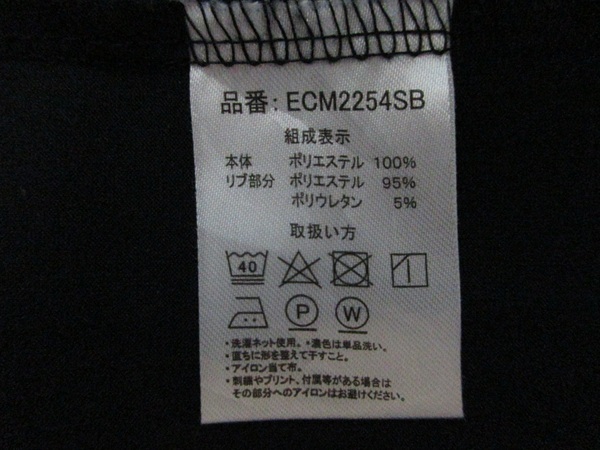 品番: ECM2254SB
組成表示
本体 ポリエステル 100%
リブ部分 ポリエステル 95%
ポリウレタン 5%
取扱い方
40
P W
・洗濯ネット使用。・濃色は単品洗い。
・直ちに形を整えて干すこと。
・アイロン当て布。
・刺繍やプリント、付属等がある場合は
その部分へのアイロンはお避けください。